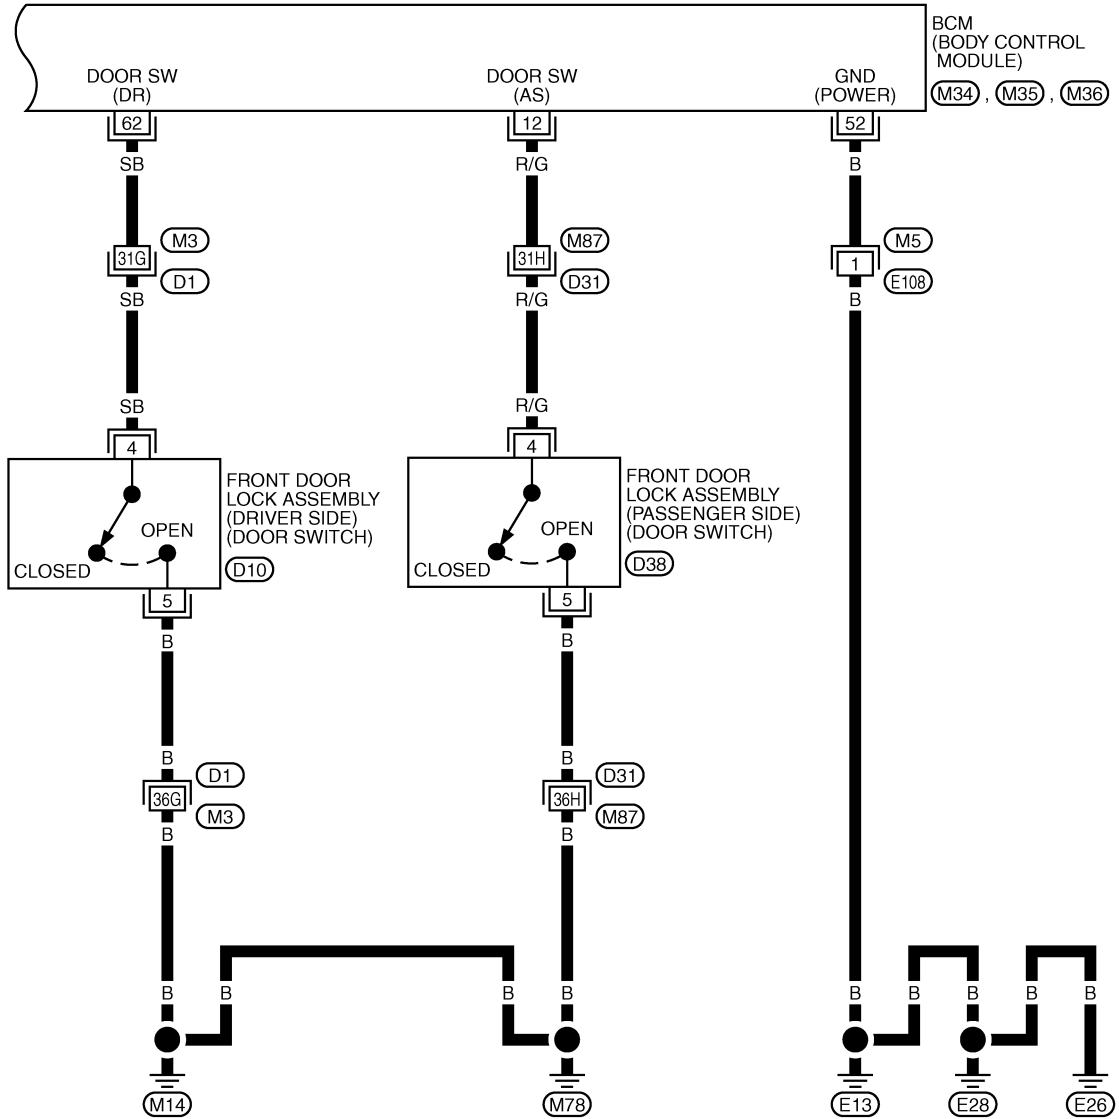 BCM
(BODY CONTROL
MODULE)
M34 , M35 , M36
DOOR SW
(DR)
DOOR SW
(AS)
GND
(POWER)
62
12
52
SB
R/G
B
M3
M87
M5
31G
31H
1
D1
D31
E108
SB
R/G
B
SB
R/G
4
4
FRONT DOOR
LOCK ASSEMBLY
(DRIVER SIDE)
(DOOR SWITCH)
D10
OPEN
CLOSED
FRONT DOOR
LOCK ASSEMBLY
(PASSENGER SIDE)
(DOOR SWITCH)
D38
OPEN
CLOSED
5
5
B
B
B
B
D1
D31
36G
36H
M3
M87
B
B
B
B
B
B
B
B
B
B
B
M14
M78
E13
E28
E26